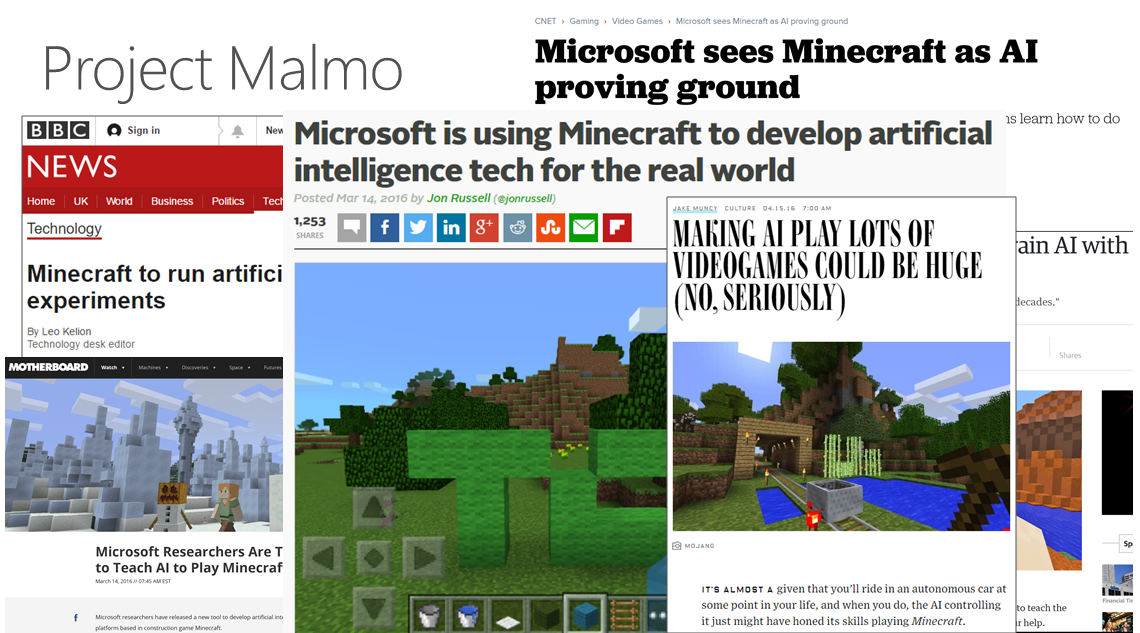 Project Malmo
CNET › Gaming › Video Games › Microsoft sees Minecraft as AI proving ground
Microsoft sees Minecraft as AI
proving ground
learn how to do
BBC
Sign in
NEWS
Home UK World Business Politics
Technology
Minecraft to run
experiments
By Leo Kelion
Technology desk editor
Microsoft is using Minecraft to develop artificial
intelligence tech for the real world
Posted Mar 14, 2016 by Jon Russell (@jonrussell)
1,253
SHARES
MOTHERBOARD
Watch Machines Discoveries Space Futures
Microsoft Researchers Are
to Teach AI to Play
March 14, 2016 // 07:45 AM EST
Microsoft researchers have released a new tool to develop artificial
platform based in construction game Minecraft.
JAKE MUNCY CULTURE 04.15.16 7:00 AM
MAKING AI PLAY LOTS OF
VIDEOGAMES COULD BE HUGE
(NO, SERIOUSLY)
MOJANG
IT'S ALMOST A given that you'll ride in an autonomous car at
some point in your life, and when you do, the AI controlling
it just might have honed its skills playing Minecraft.
AI with
decades."
Shares
to teach the
help.